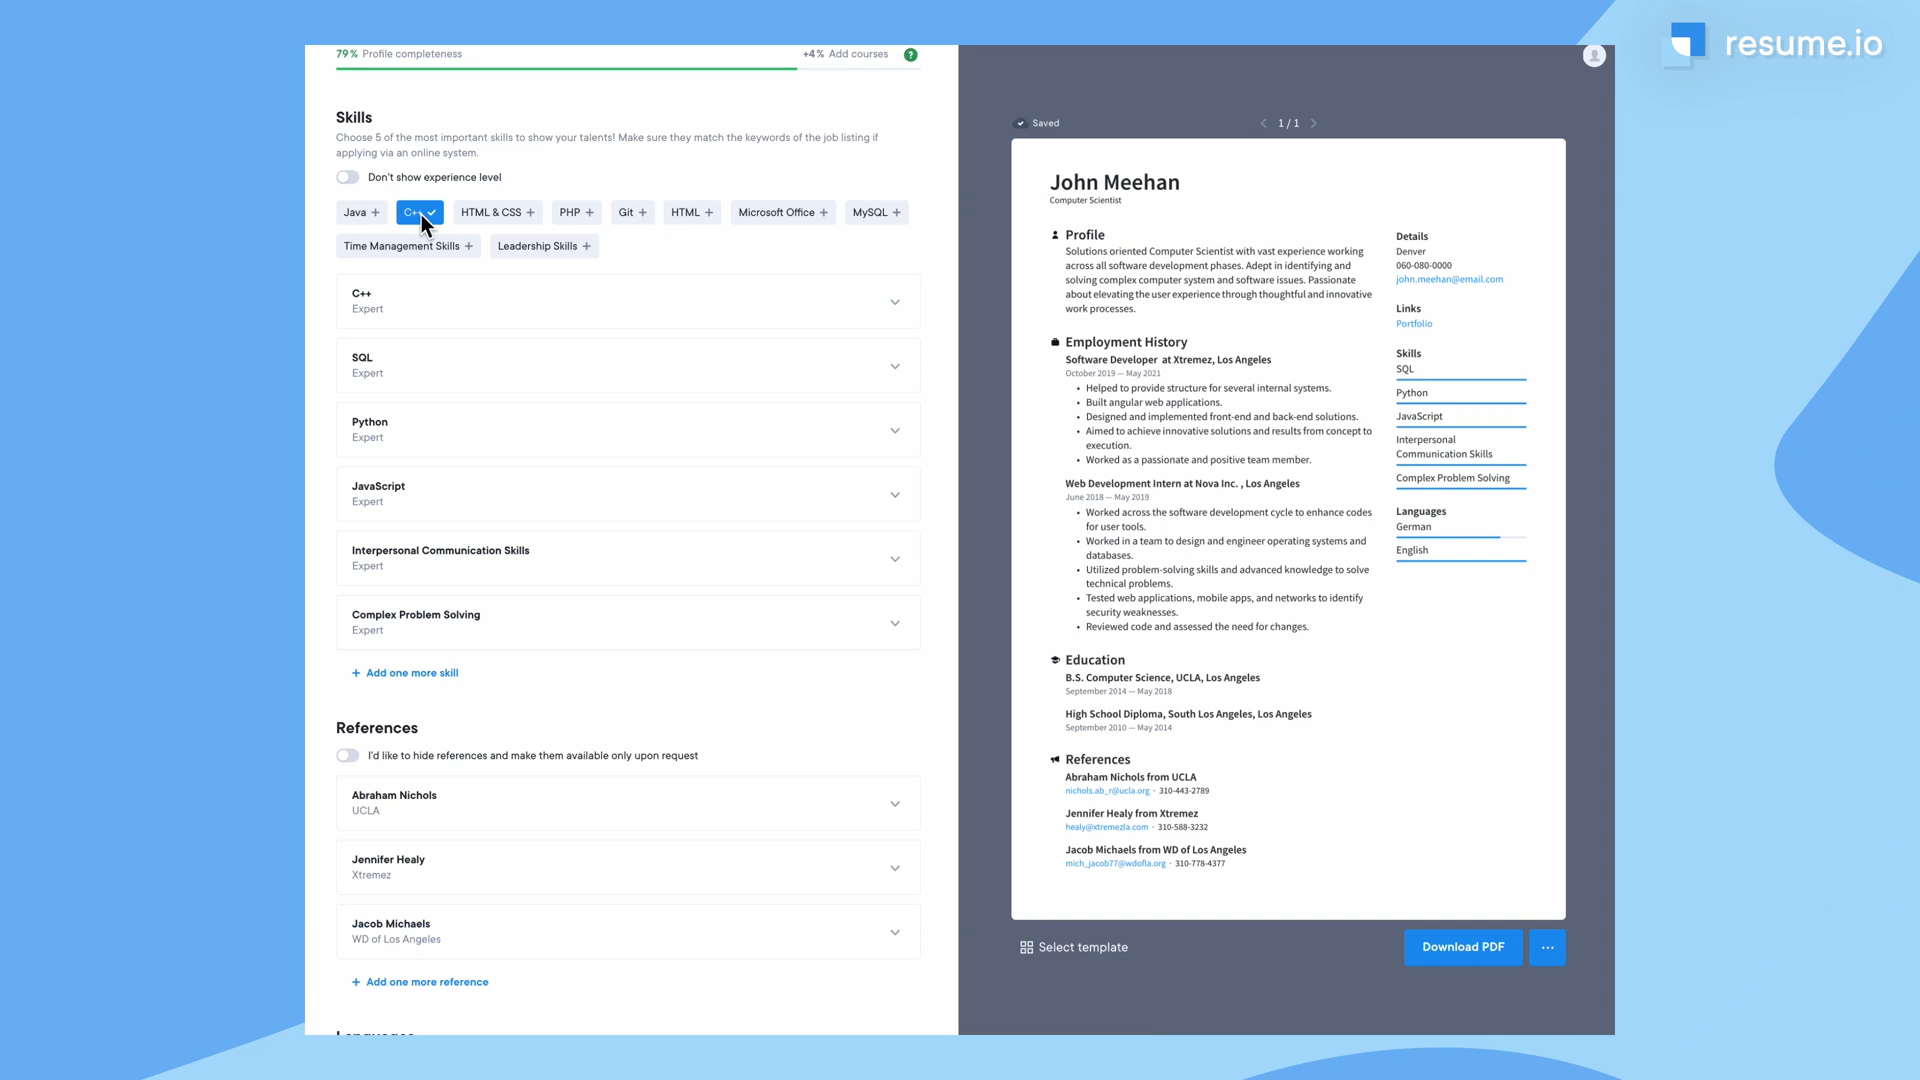 resume.io
79% Profile completeness
+4% Add courses
?
Skills
Choose 5 of the most important skills to show your talents! Make sure they match the keywords of the job listing if
applying via an online system.
Don't show experience level
Java +
C++
HTML & CSS +
PHP +
Git +
HTML +
Microsoft Office +
MySQL +
Time Management Skills +
Leadership Skills +
C++
Expert
SQL
Expert
Python
Expert
JavaScript
Expert
Interpersonal Communication Skills
Expert
Complex Problem Solving
Expert
+ Add one more skill
References
I'd like to hide references and make them available only upon request
Abraham Nichols
UCLA
Jennifer Healy
Xtremez
Jacob Michaels
WD of Los Angeles
+ Add one more reference
Languages
Saved
1 / 1
John Meehan
Computer Scientist
Profile
Solutions oriented Computer Scientist with vast experience working
across all software development phases. Adept in identifying and
solving complex computer system and software issues. Passionate
about elevating the user experience through thoughtful and innovative
work processes.
Employment History
Software Developer at Xtremez, Los Angeles
October 2019 — May 2021
• Helped to provide structure for several internal systems.
• Built angular web applications.
• Designed and implemented front-end and back-end solutions.
• Aimed to achieve innovative solutions and results from concept to
execution.
• Worked as a passionate and positive team member.
Web Development Intern at Nova Inc. , Los Angeles
June 2018 — May 2019
• Worked across the software development cycle to enhance codes
for user tools.
• Worked in a team to design and engineer operating systems and
databases.
• Utilized problem-solving skills and advanced knowledge to solve
technical problems.
• Tested web applications, mobile apps, and networks to identify
security weaknesses.
• Reviewed code and assessed the need for changes.
Education
B.S. Computer Science, UCLA, Los Angeles
September 2014 — May 2018
High School Diploma, South Los Angeles, Los Angeles
September 2010 — May 2014
References
Abraham Nichols from UCLA
nichols.ab_r@ucla.org · 310-443-2789
Jennifer Healy from Xtremez
healy@xtremezla.com · 310-588-3232
Jacob Michaels from WD of Los Angeles
mich_jacob77@wdofla.org · 310-778-4377
Details
Denver
060-080-0000
john.meehan@email.com
Links
Portfolio
Skills
SQL
Python
JavaScript
Interpersonal
Communication Skills
Complex Problem Solving
Languages
German
English
Select template
Download PDF
...